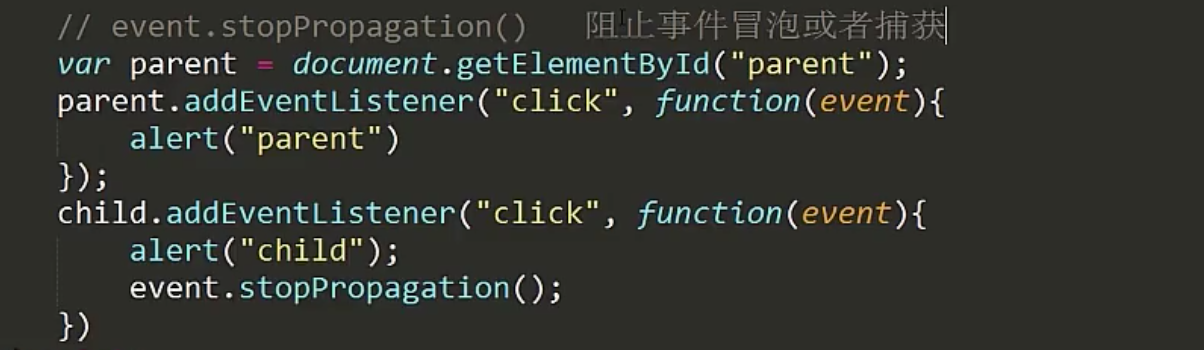 // event.stopPropagation()   阻止事件冒泡或者捕获
var parent = document.getElementById("parent");
parent.addEventListener("click", function(event){
    alert("parent")
});
child.addEventListener("click", function(event){
    alert("child");
    event.stopPropagation();
})